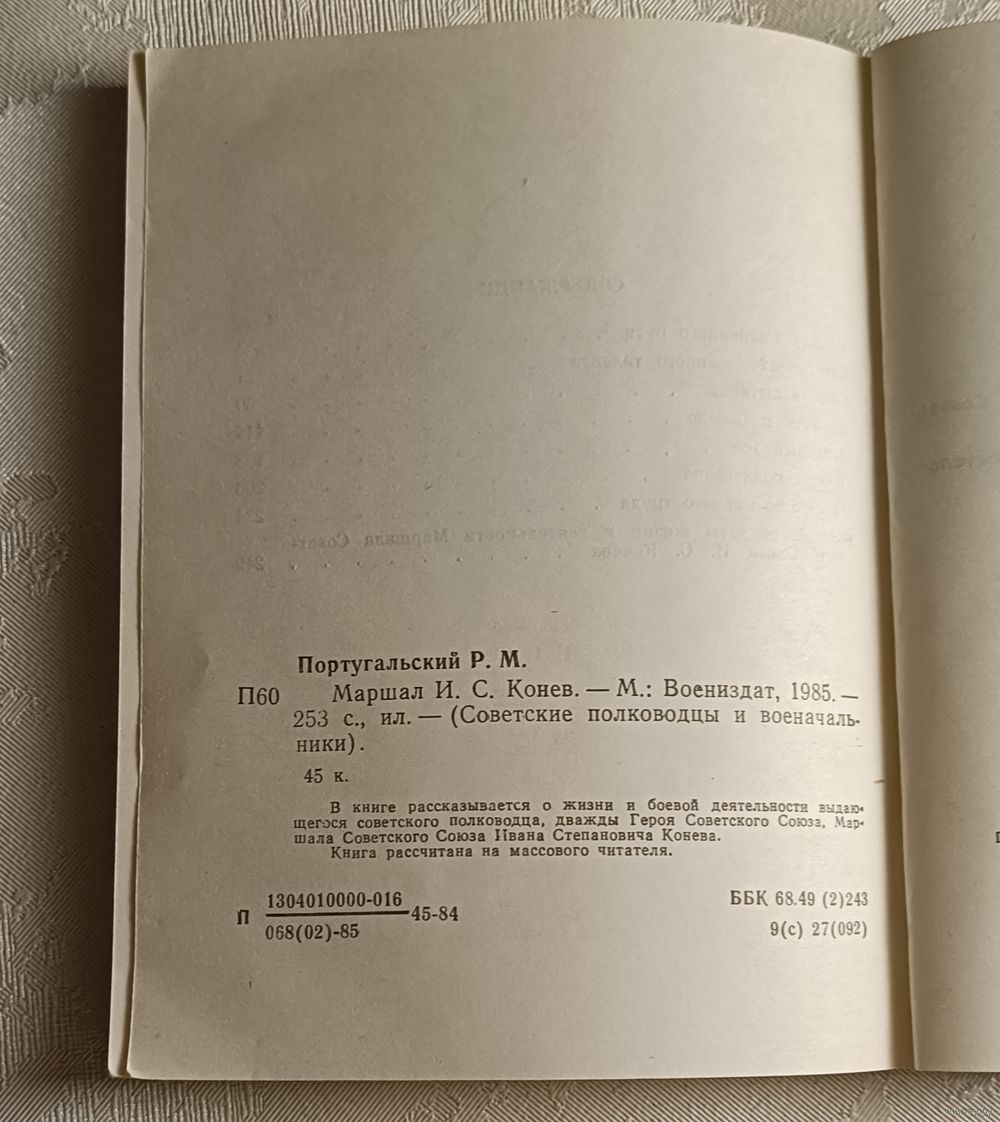 Португальский Р. М.
П60 Маршал И. С. Конев. — М.: Воениздат, 1985. —
253 с., ил. — (Советские полководцы и военачаль-
ники).
45 к.
В книге рассказывается о жизни и боевой деятельности выдаю-
щегося советского полководца, дважды Героя Советского Союза, Мар-
шала Советского Союза Ивана Степановича Конева.
Книга рассчитана на массового читателя.
П 1304010000-016
068(02)-85
45-84
ББК 68.49 (2)243
9(с) 27(092)